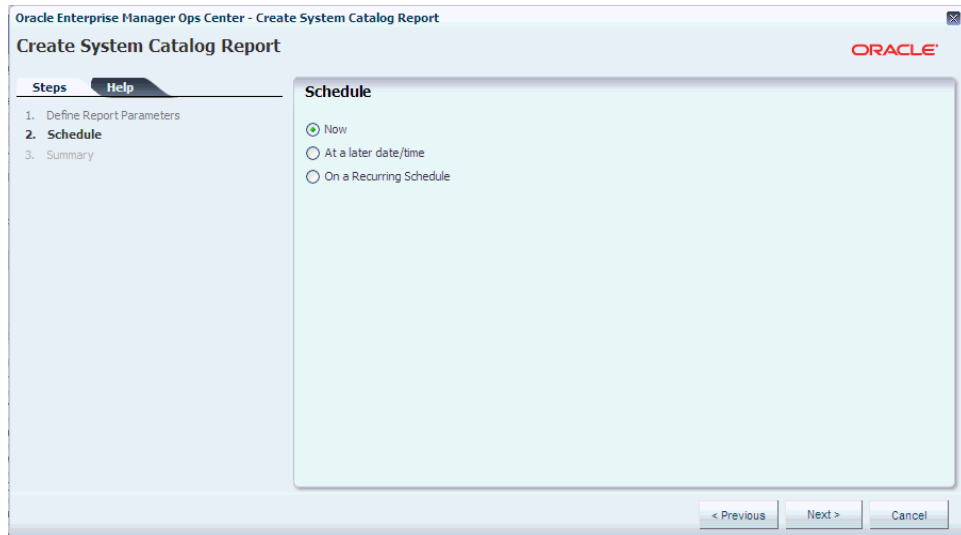 Oracle Enterprise Manager Ops Center - Create System Catalog Report
Create System Catalog Report
ORACLE
Steps Help
1. Define Report Parameters
2. Schedule
3. Summary
Schedule
Now
At a later date/time
On a Recurring Schedule
< Previous Next > Cancel